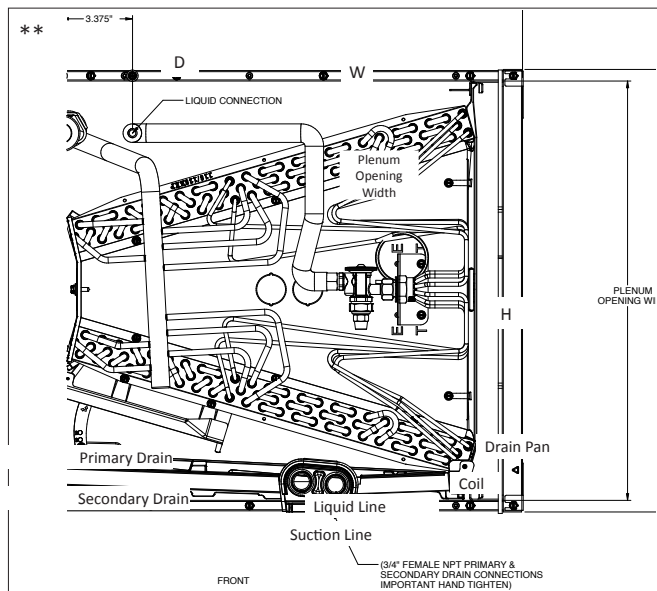 **
3.375"
D
W
LIQUID CONNECTION
Plenum
Opening
Width
PLENUM
OPENING WI
H
Drain Pan
Primary Drain
Coil
Secondary Drain
Liquid Line
Suction Line
(3/4" FEMALE NPT PRIMARY &
SECONDARY DRAIN CONNECTIONS
IMPORTANT HAND TIGHTEN)
FRONT